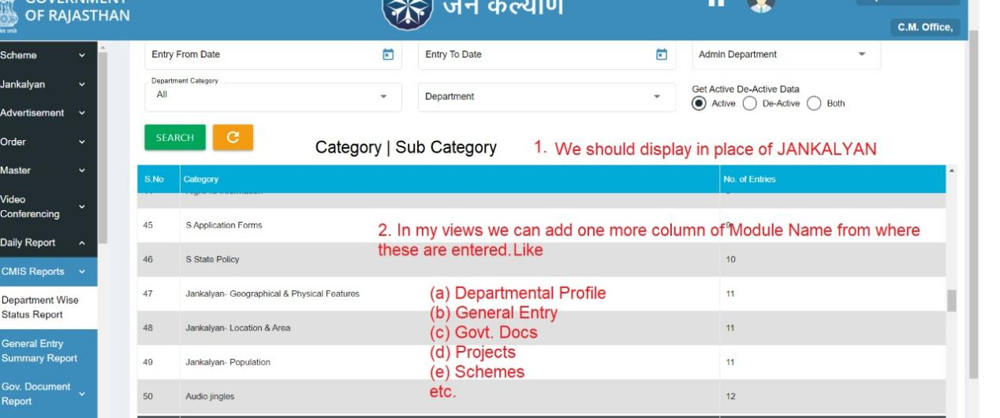 GOVERNMENT
OF RAJASTHAN
जन कल्याण
C.M. Office,
Scheme
Jankalyan
Advertisement
Order
Master
Video
Conferencing
Daily Report
CMIS Reports
Department Wise
Status Report
General Entry
Summary Report
Gov. Document
Report
Entry From Date
Entry To Date
Admin Department
Department Category
All
Department
Get Active De-Active Data
Active De-Active Both
SEARCH
Category | Sub Category
1. We should display in place of JANKALYAN
S.No Category No. of Entries
45 S Application Forms 9
2. In my views we can add one more column of Module Name from where
these are entered.Like
46 S State Policy 10
47 Jankalyan- Geographical & Physical Features 11
(a) Departmental Profile
(b) General Entry
48 Jankalyan- Location & Area 11
(c) Govt. Docs
(d) Projects
49 Jankalyan- Population 11
(e) Schemes
etc.
50 Audio jingles 12